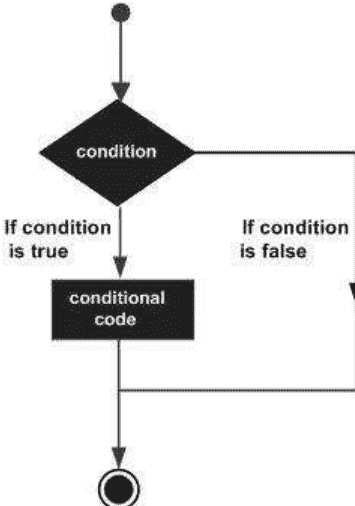 condition
If condition
is true
If condition
is false
conditional
code